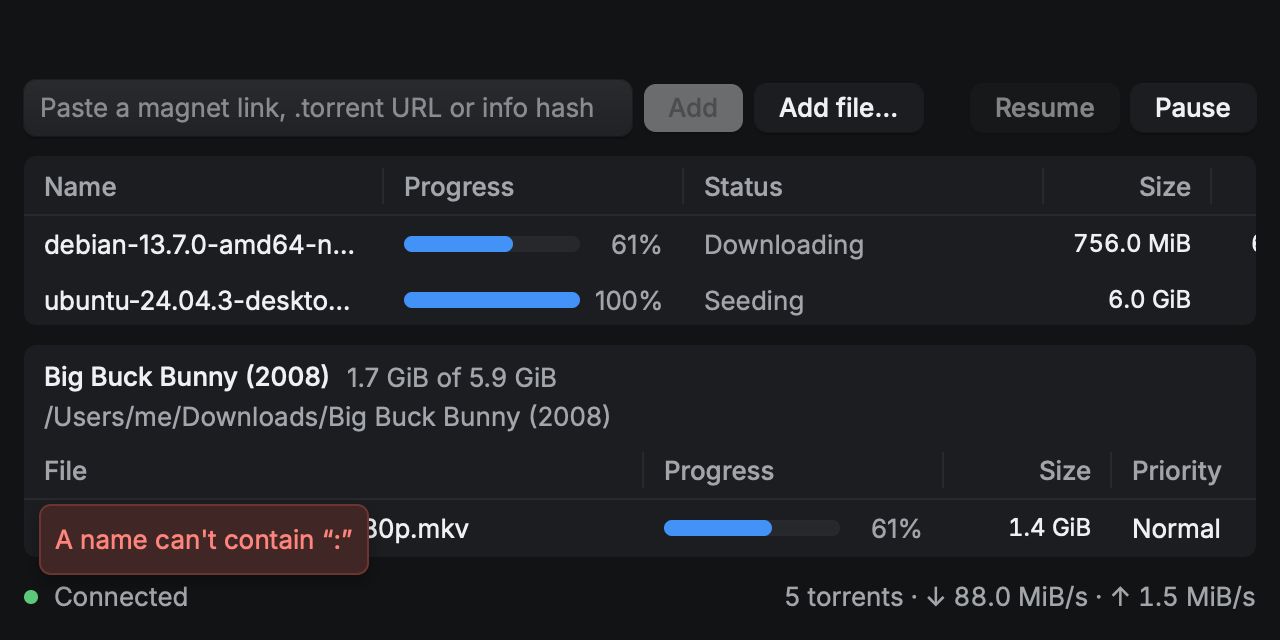 Paste a magnet link, .torrent URL or info hash Add Add file... Resume Pause
Name Progress Status Size
debian-13.7.0-amd64-n... 61% Downloading 756.0 MiB
ubuntu-24.04.3-deskto... 100% Seeding 6.0 GiB
Big Buck Bunny (2008) 1.7 GiB of 5.9 GiB
/Users/me/Downloads/Big Buck Bunny (2008)
File Progress Size Priority
80p.mkv 61% 1.4 GiB Normal
A name can't contain “:”
Connected 5 torrents · ↓ 88.0 MiB/s · ↑ 1.5 MiB/s